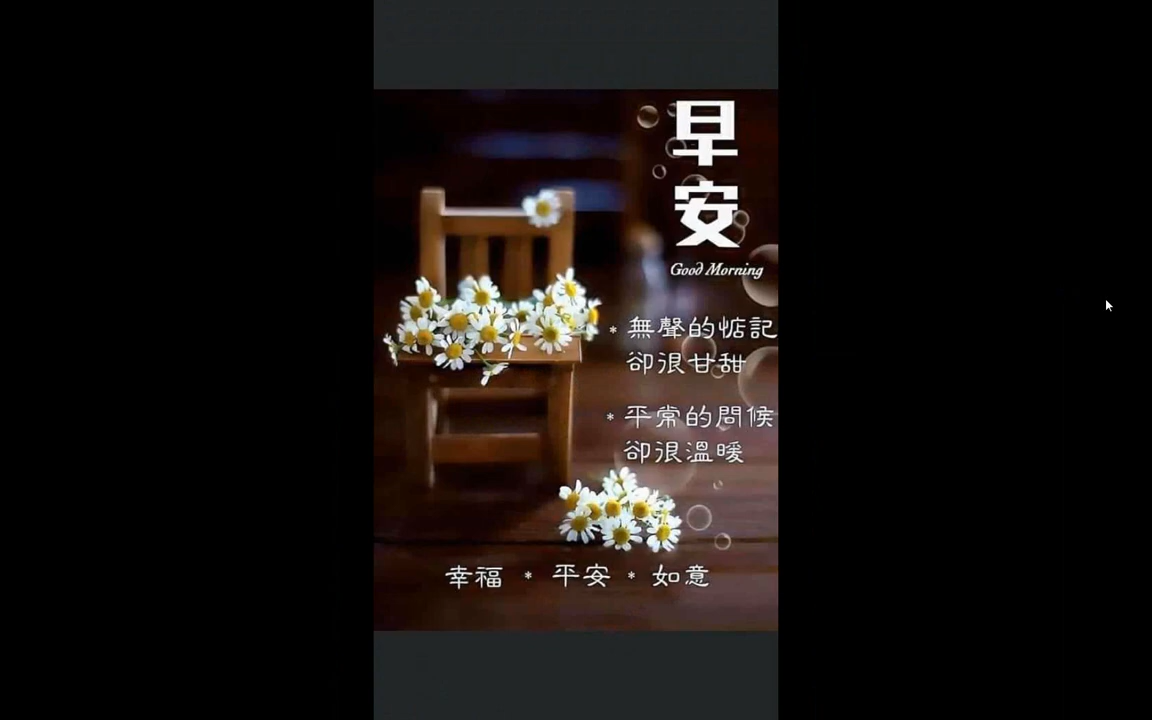 早安
Good Morning
* 無聲的惦記
卻很甘甜
* 平常的問候
卻很溫暖
幸福 * 平安 * 如意